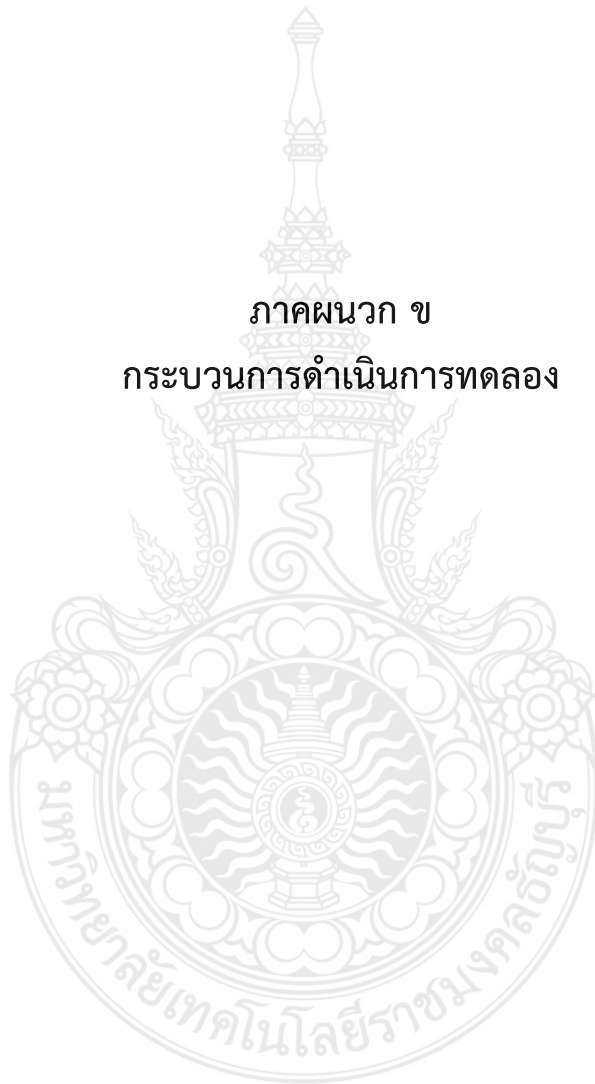 ภาคผนวก ข
กระบวนการดำเนินการทดลอง
มหาวิทยาลัยเทคโนโลยีราชมงคลธัญบุรี